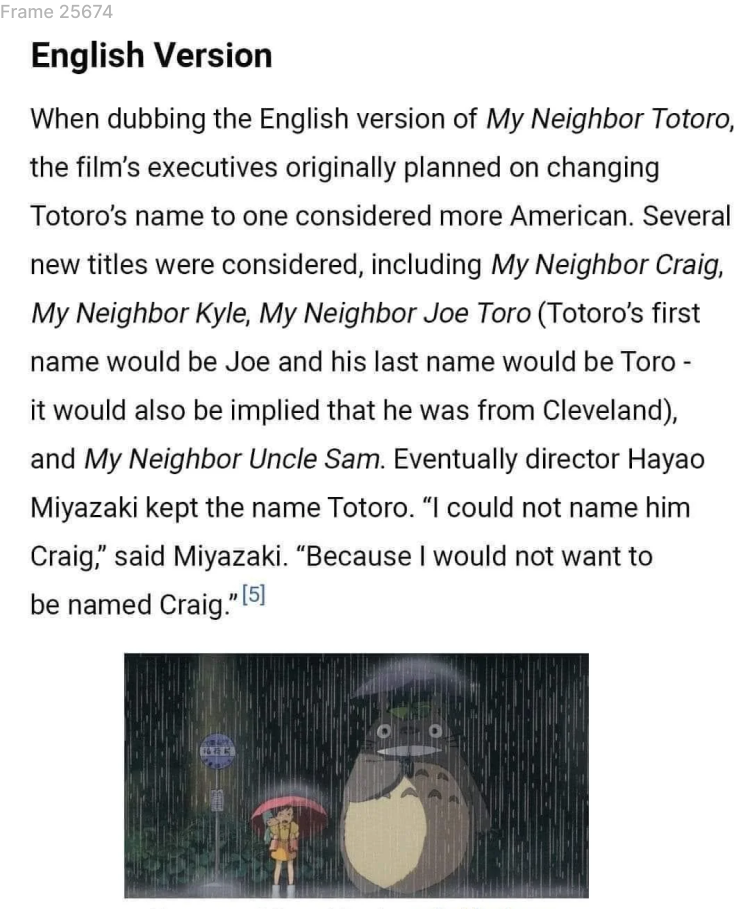 Frame 25674
English Version
When dubbing the English version of My Neighbor Totoro,
the film's executives originally planned on changing
Totoro's name to one considered more American. Several
new titles were considered, including My Neighbor Craig,
My Neighbor Kyle, My Neighbor Joe Toro (Totoro's first
name would be Joe and his last name would be Toro -
it would also be implied that he was from Cleveland),
and My Neighbor Uncle Sam. Eventually director Hayao
Miyazaki kept the name Totoro. “I could not name him
Craig,” said Miyazaki. “Because I would not want to
be named Craig.” [5]